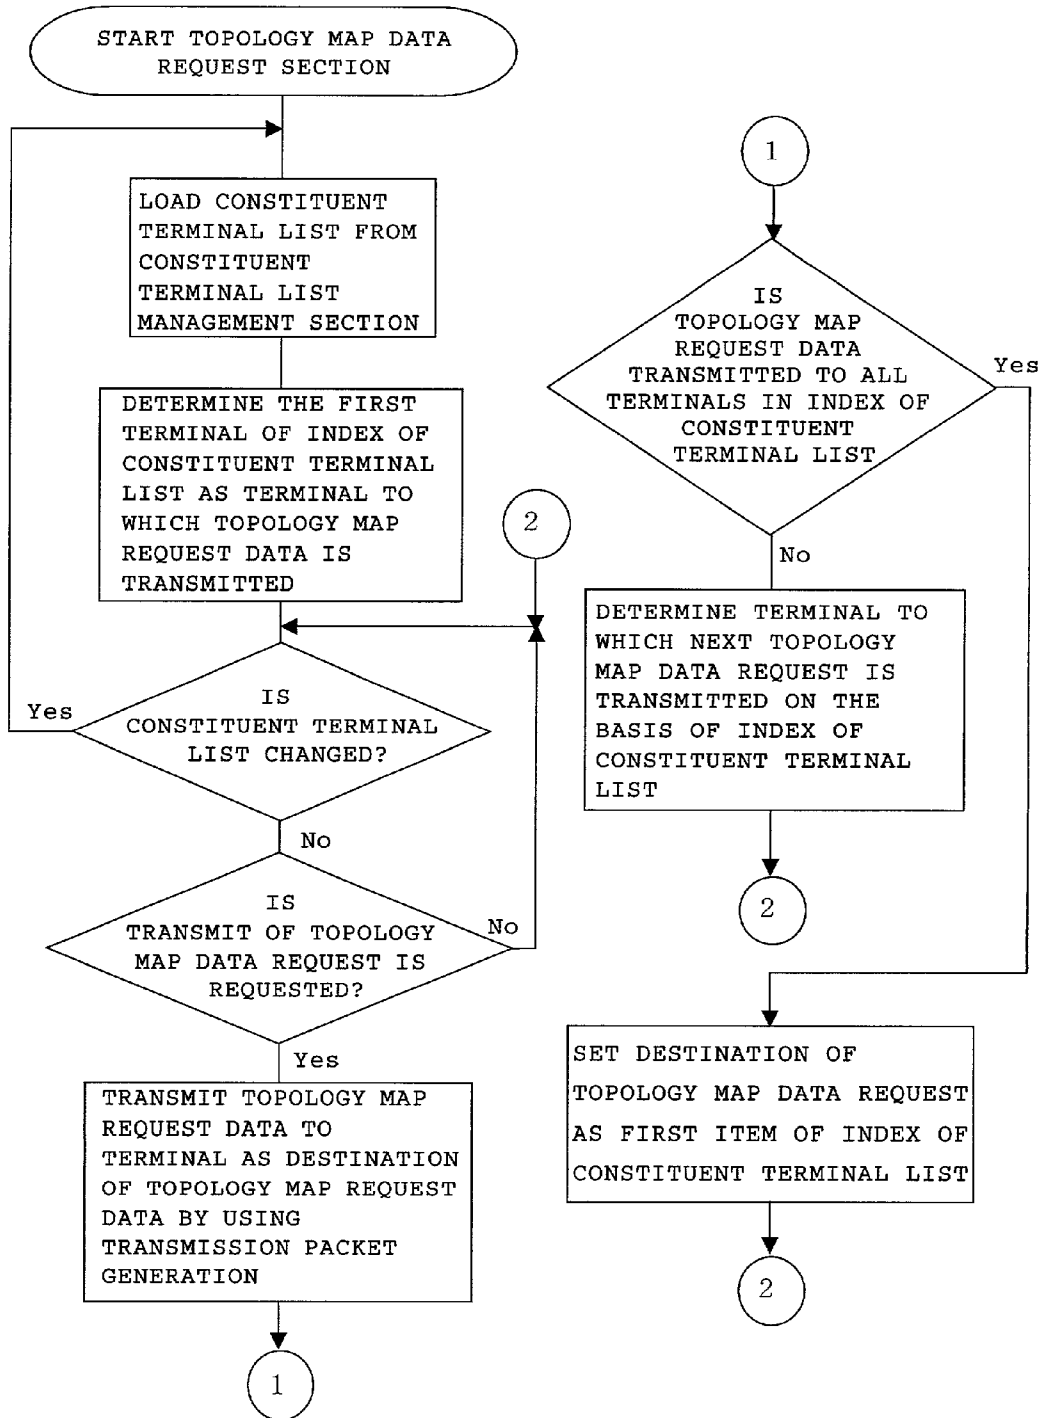 START TOPOLOGY MAP DATA
REQUEST SECTION
LOAD CONSTITUENT
TERMINAL LIST FROM
CONSTITUENT
TERMINAL LIST
MANAGEMENT SECTION
DETERMINE THE FIRST
TERMINAL OF INDEX OF
CONSTITUENT TERMINAL
LIST AS TERMINAL TO
WHICH TOPOLOGY MAP
REQUEST DATA IS
TRANSMITTED
2
IS
CONSTITUENT TERMINAL
LIST CHANGED?
Yes
No
IS
TRANSMIT OF TOPOLOGY
MAP DATA REQUEST IS
REQUESTED?
No
Yes
TRANSMIT TOPOLOGY MAP
REQUEST DATA TO
TERMINAL AS DESTINATION
OF TOPOLOGY MAP REQUEST
DATA BY USING
TRANSMISSION PACKET
GENERATION
1
1
IS
TOPOLOGY MAP
REQUEST DATA
TRANSMITTED TO ALL
TERMINALS IN INDEX OF
CONSTITUENT
TERMINAL LIST
Yes
No
DETERMINE TERMINAL TO
WHICH NEXT TOPOLOGY
MAP DATA REQUEST IS
TRANSMITTED ON THE
BASIS OF INDEX OF
CONSTITUENT TERMINAL
LIST
2
SET DESTINATION OF
TOPOLOGY MAP DATA REQUEST
AS FIRST ITEM OF INDEX OF
CONSTITUENT TERMINAL LIST
2